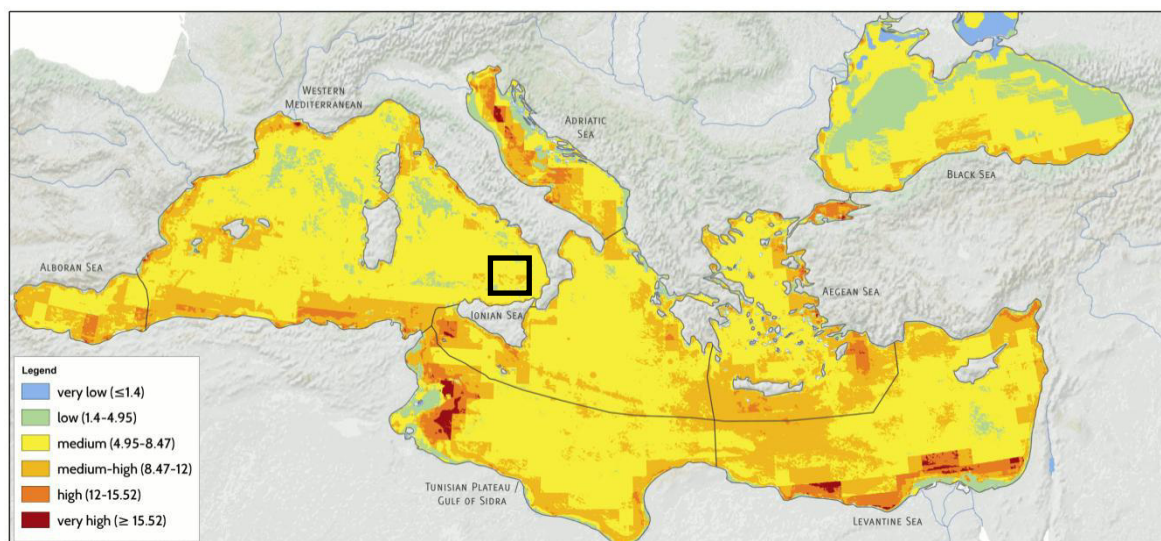 WESTERN
MEDITERRANEAN
ADRIATIC
SEA
BLACK SEA
ALBORAN SEA
AEGEAN SEA
IONIAN SEA
Legend
very low (≤1.4)
low (1.4–4.95)
medium (4.95–8.47)
medium–high (8.47–12)
high (12–15.52)
very high (≥ 15.52)
TUNISIAN PLATEAU /
GULF OF SIDRA
LEVANTINE SEA